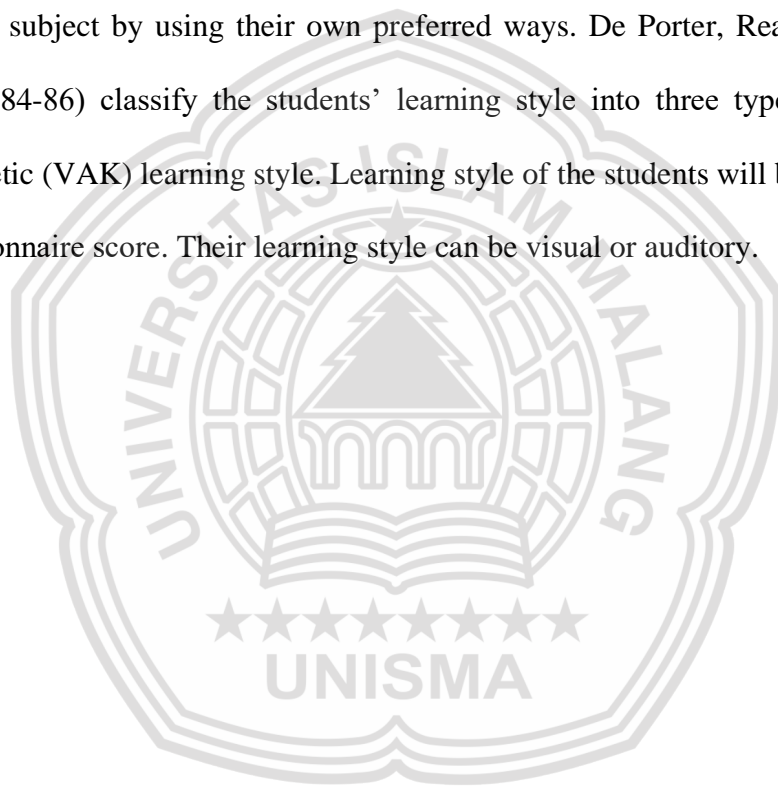 subject by using their own preferred ways. De Porter, Rea
84-86) classify the students’ learning style into three type
etic (VAK) learning style. Learning style of the students will b
onnaire score. Their learning style can be visual or auditory.
UNIVERSITAS ISLAM MALANG
UNISMA